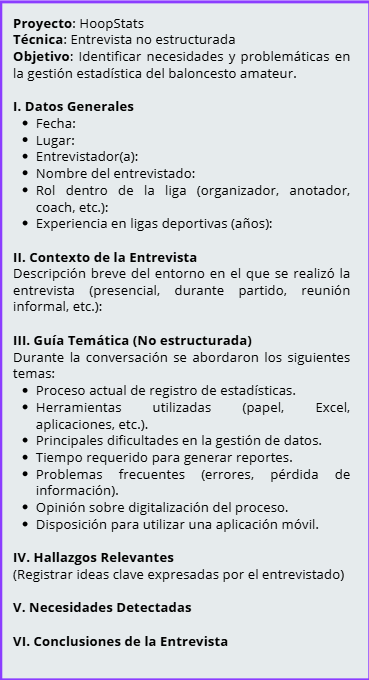 Proyecto: HoopStats
Técnica: Entrevista no estructurada
Objetivo: Identificar necesidades y problemáticas en
la gestión estadística del baloncesto amateur.
I. Datos Generales
• Fecha:
• Lugar:
• Entrevistador(a):
• Nombre del entrevistado:
• Rol dentro de la liga (organizador, anotador,
coach, etc.):
• Experiencia en ligas deportivas (años):
II. Contexto de la Entrevista
Descripción breve del entorno en el que se realizó la
entrevista (presencial, durante partido, reunión
informal, etc.):
III. Guía Temática (No estructurada)
Durante la conversación se abordaron los siguientes
temas:
• Proceso actual de registro de estadísticas.
• Herramientas utilizadas (papel, Excel,
aplicaciones, etc.).
• Principales dificultades en la gestión de datos.
• Tiempo requerido para generar reportes.
• Problemas frecuentes (errores, pérdida de
información).
• Opinión sobre digitalización del proceso.
• Disposición para utilizar una aplicación móvil.
IV. Hallazgos Relevantes
(Registrar ideas clave expresadas por el entrevistado)
V. Necesidades Detectadas
VI. Conclusiones de la Entrevista